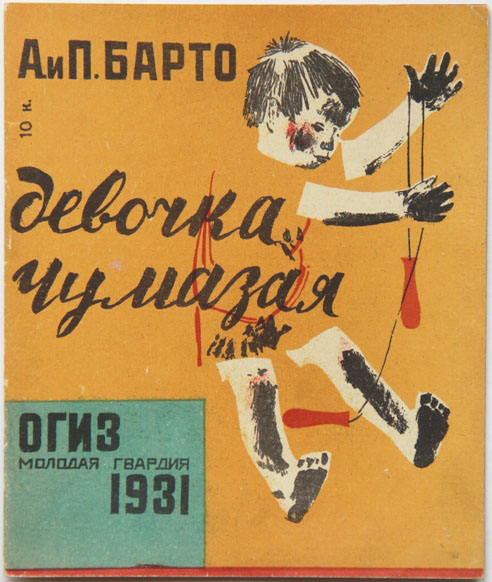 А и П. БАРТО
10 к.
девочка
чумазая
ОГИЗ
МОЛОДАЯ ГВАРДИЯ
1931